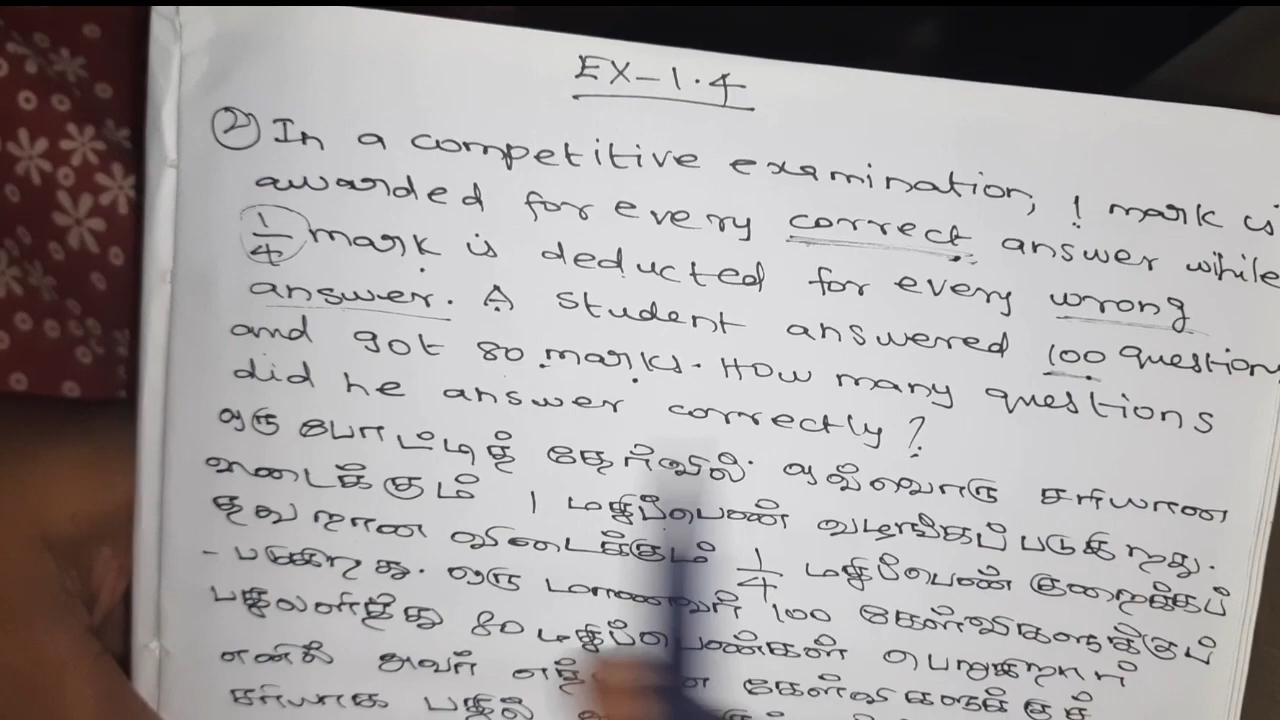 EX-1.4
② In a competitive examination, 1 mark is
awarded for every correct answer while
1/4 mark is deducted for every wrong
answer. A student answered 100 question
and got 80 marks. How many questions
did he answer correctly?
ஒரு போட்டித் தேர்வில் ஒவ்வொரு சரியான
விடைக்கும் 1 மதிப்பெண் வழங்கப் படுகிறது.
தவறான விடைக்கும் 1/4 மதிப்பெண் குறைக்கப்
-படுகிறது. ஒரு மாணவர் 100 கேள்விகளுக்குப்
பதிலளித்து 80 மதிப்பெண்கள் பெறுகிறார்
எனில் அவர் கேள்விகளுக்குச்
சரியாக பதில்